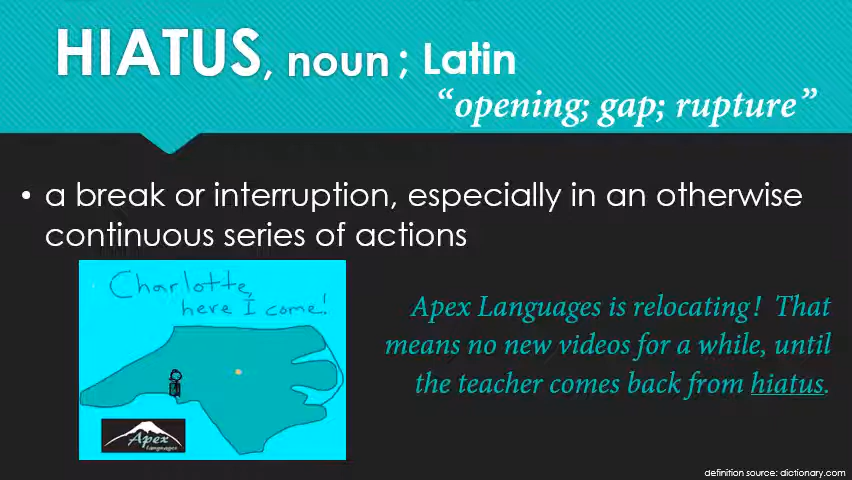 HIATUS, noun ; Latin
“opening; gap; rupture”
• a break or interruption, especially in an otherwise
continuous series of actions
Charlotte,
here I come!
Apex Languages is relocating! That
means no new videos for a while, until
the teacher comes back from hiatus.
Apex
Languages
definition source: dictionary.com